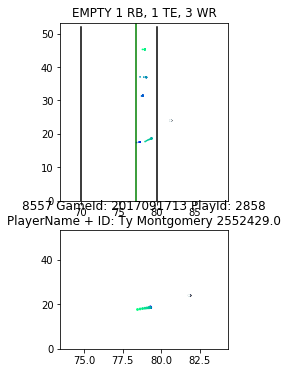 EMPTY 1 RB, 1 TE, 3 WR
50
40
30
20
10
0
70 75 80 85
8557 GameId: 2017091713 PlayId: 2858
PlayerName + ID: Ty Montgomery 2552429.0
40
20
0
75.0 77.5 80.0 82.5